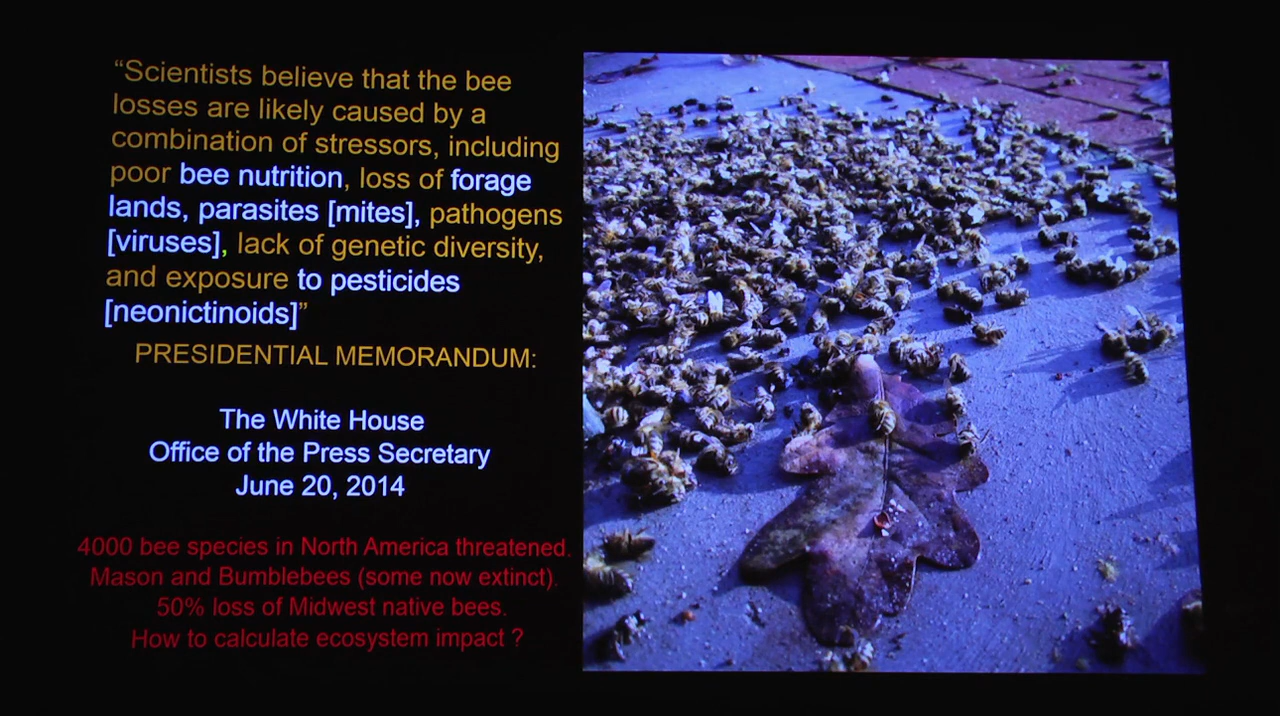 “Scientists believe that the bee
losses are likely caused by a
combination of stressors, including
poor bee nutrition, loss of forage
lands, parasites [mites], pathogens
[viruses], lack of genetic diversity,
and exposure to pesticides
[neonictinoids]”
PRESIDENTIAL MEMORANDUM:
The White House
Office of the Press Secretary
June 20, 2014
4000 bee species in North America threatened.
Mason and Bumblebees (some now extinct).
50% loss of Midwest native bees.
How to calculate ecosystem impact ?